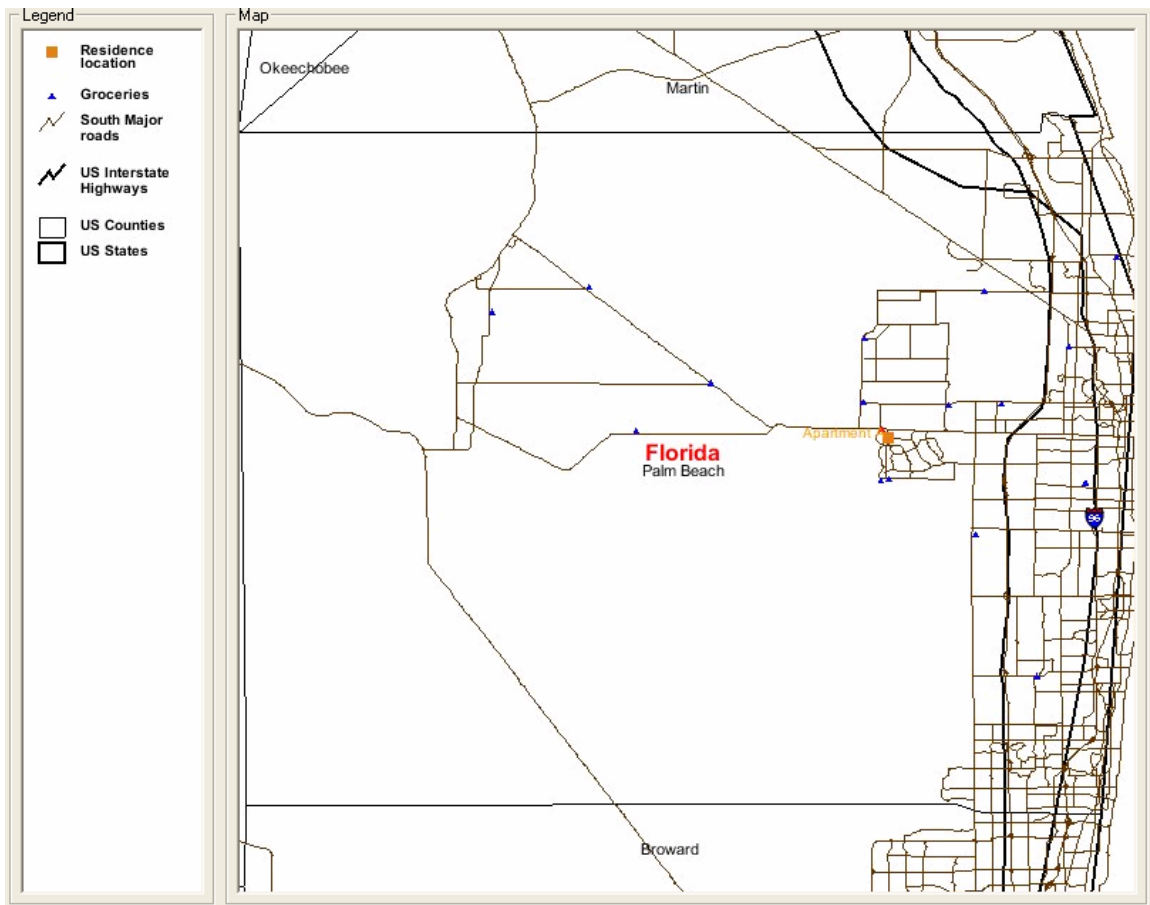 Legend
Residence
location
Groceries
South Major
roads
US Interstate
Highways
US Counties
US States
Map
Okeechobee
Martin
Apartment
Florida
Palm Beach
95
Broward